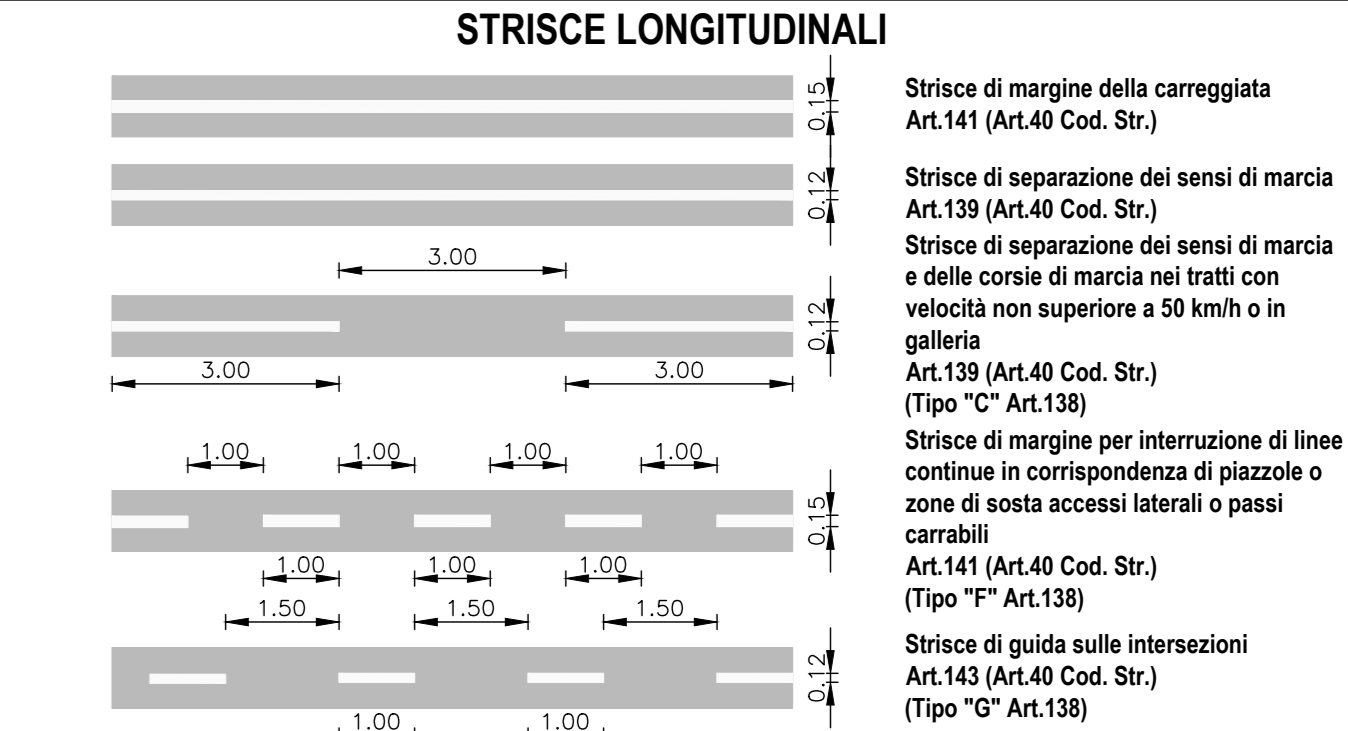 STRISCE LONGITUDINALI
0.15
Strisce di margine della carreggiata
Art.141 (Art.40 Cod. Str.)
0.12
Strisce di separazione dei sensi di marcia
Art.139 (Art.40 Cod. Str.)
3.00
0.12
3.00
3.00
Strisce di separazione dei sensi di marcia
e delle corsie di marcia nei tratti con
velocità non superiore a 50 km/h o in
galleria
Art.139 (Art.40 Cod. Str.)
(Tipo "C" Art.138)
1.00
1.00
1.00
1.00
0.15
1.00
1.00
1.00
Strisce di margine per interruzione di linee
continue in corrispondenza di piazzole o
zone di sosta accessi laterali o passi
carrabili
Art.141 (Art.40 Cod. Str.)
(Tipo "F" Art.138)
1.50
1.50
1.50
0.12
1.00
1.00
Strisce di guida sulle intersezioni
Art.143 (Art.40 Cod. Str.)
(Tipo "G" Art.138)